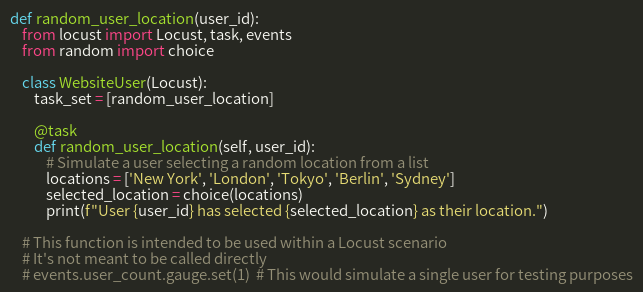 def random_user_location(user_id):
    from locust import Locust, task, events
    from random import choice

    class WebsiteUser(Locust):
        task_set = [random_user_location]

        @task
        def random_user_location(self, user_id):
            # Simulate a user selecting a random location from a list
            locations = ['New York', 'London', 'Tokyo', 'Berlin', 'Sydney']
            selected_location = choice(locations)
            print(f"User {user_id} has selected {selected_location} as their location.")

    # This function is intended to be used within a Locust scenario
    # It's not meant to be called directly
    # events.user_count.gauge.set(1)  # This would simulate a single user for testing purposes